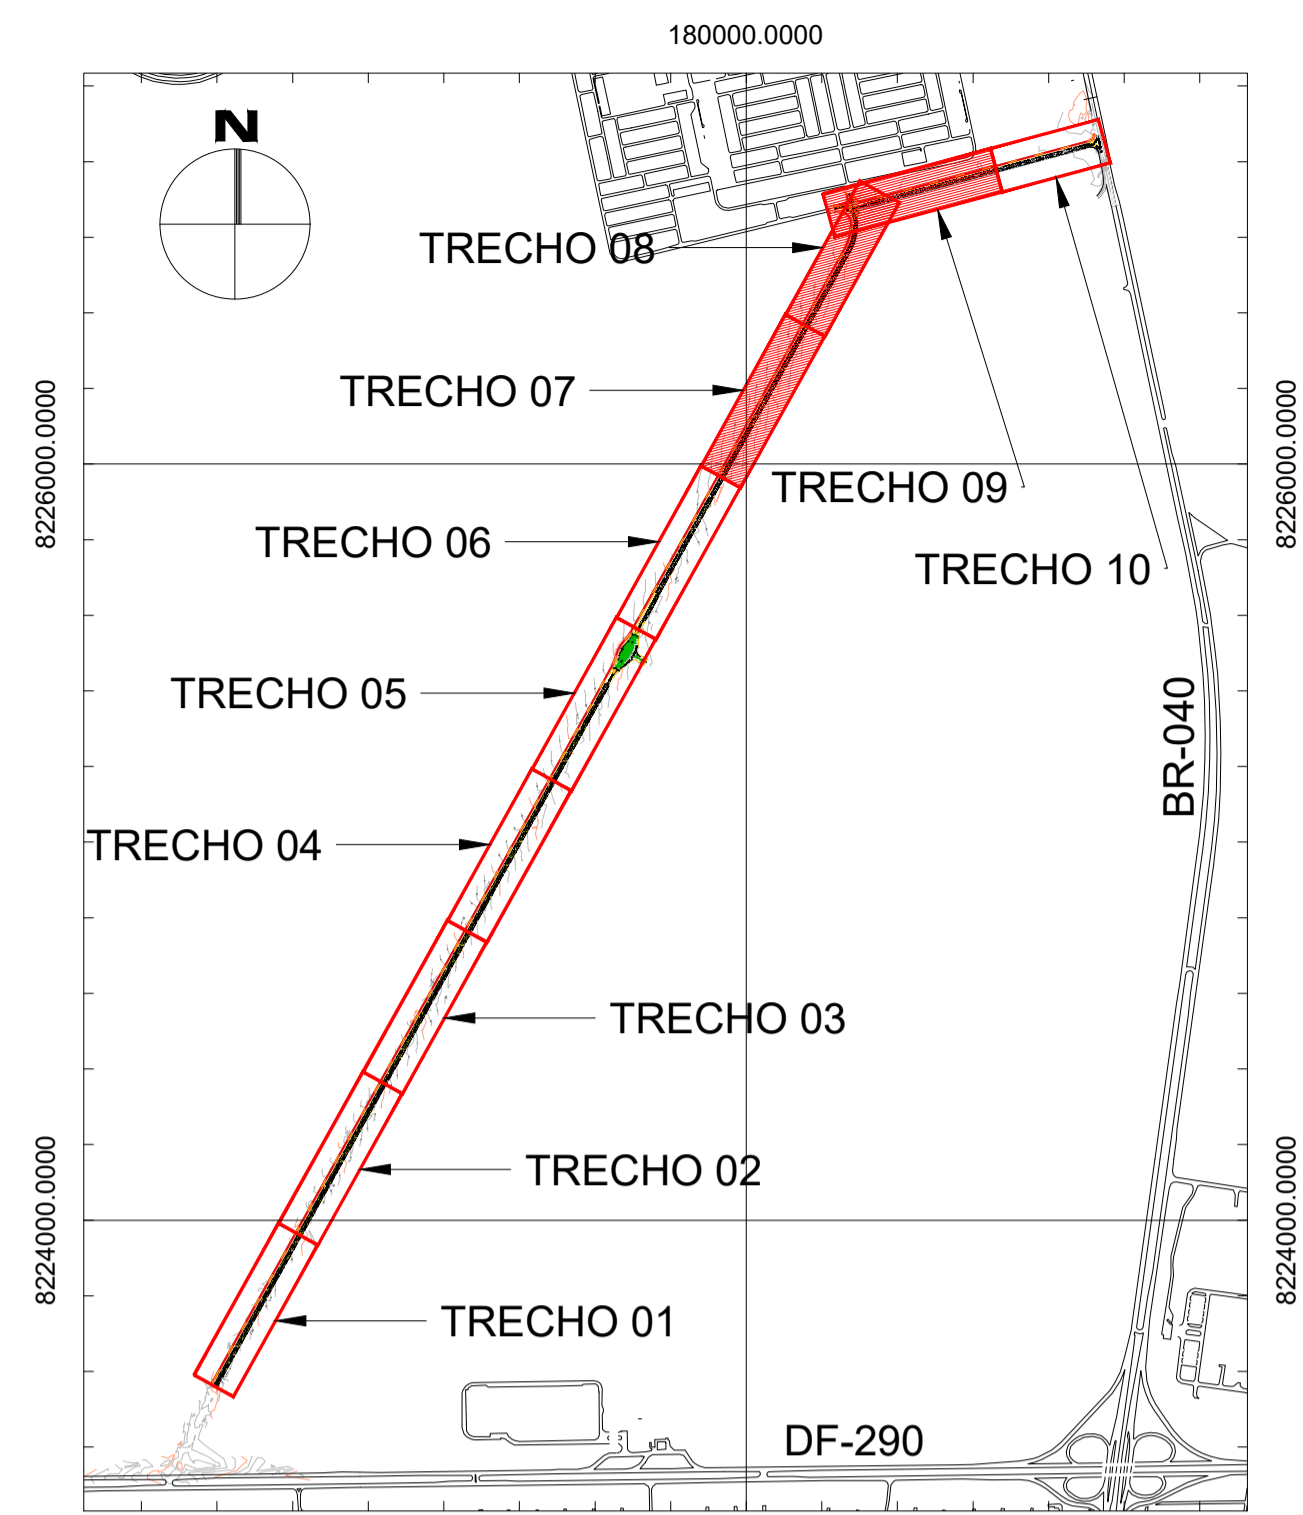 180000.0000
N
TRECHO 08
TRECHO 07
8226000.0000
8226000.0000
TRECHO 09
TRECHO 06
TRECHO 10
TRECHO 05
BR-040
TRECHO 04
TRECHO 03
8224000.0000
8224000.0000
TRECHO 02
TRECHO 01
DF-290